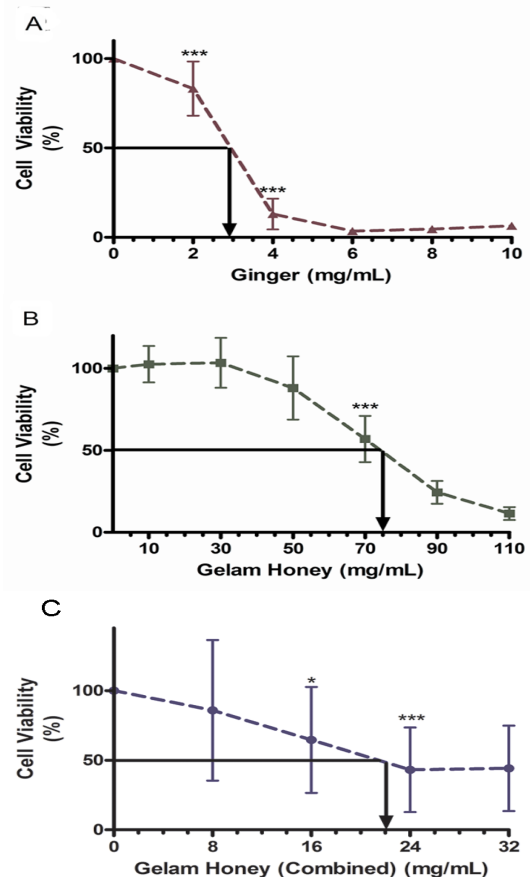 A
Cell Viability
(%)
100
50
0
***
***
0 2 4 6 8 10
Ginger (mg/mL)
B
Cell Viability
(%)
100
50
0
***
10 30 50 70 90 110
Gelam Honey (mg/mL)
C
Cell Viability
(%)
100
50
0
*
***
0 8 16 24 32
Gelam Honey (Combined) (mg/mL)